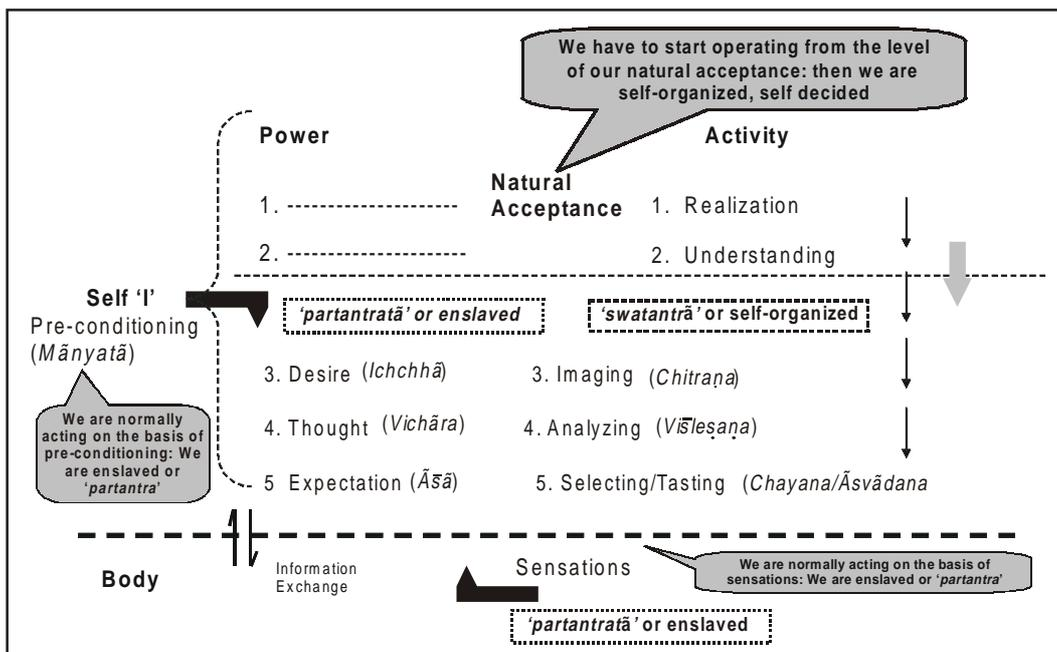 We have to start operating from the level
of our natural acceptance: then we are
self-organized, self decided
Power
Activity
Natural
Acceptance
1. --------------------
1. Realization
2. --------------------
2. Understanding
Self 'I'
Pre-conditioning
(Mãnyatã)
'partantratã' or enslaved
'swatantrã' or self-organized
3. Desire (Ichchhã)
3. Imaging (Chitraṇa)
We are normally
acting on the basis of
pre-conditioning: We
are enslaved or
'partantra'
4. Thought (Vichãra)
4. Analyzing (Vis̄leṣaṇa)
5 Expectation (Ãs̄ã)
5. Selecting/Tasting (Chayana/Ãsvãdana
Body
Information
Exchange
Sensations
We are normally acting on the basis of
sensations: We are enslaved or 'partantra'
'partantratã' or enslaved